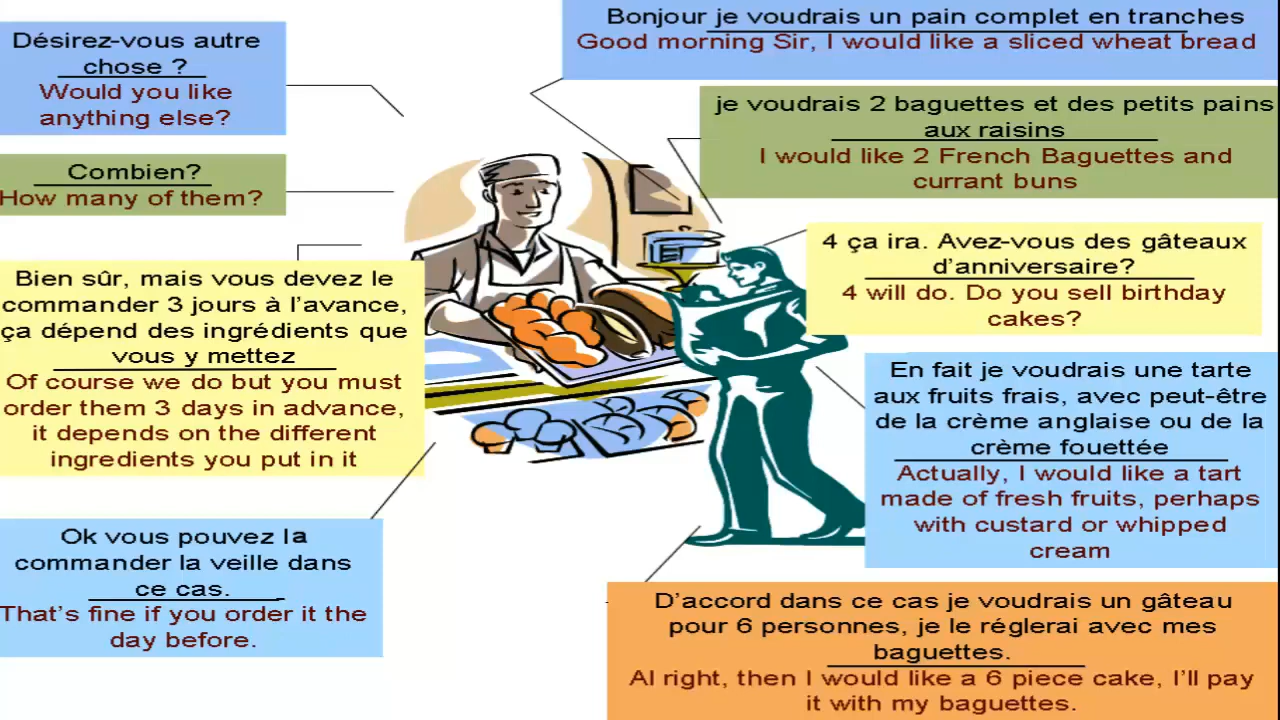 Bonjour je voudrais un pain complet en tranches
Good morning Sir, I would like a sliced wheat bread
Désirez-vous autre
chose ?
Would you like
anything else?
je voudrais 2 baguettes et des petits pains
aux raisins
I would like 2 French Baguettes and
currant buns
Combien?
How many of them?
4 ça ira. Avez-vous des gâteaux
d’anniversaire?
4 will do. Do you sell birthday
cakes?
Bien sûr, mais vous devez le
commander 3 jours à l’avance,
ça dépend des ingrédients que
vous y mettez
Of course we do but you must
order them 3 days in advance,
it depends on the different
ingredients you put in it
En fait je voudrais une tarte
aux fruits frais, avec peut-être
de la crème anglaise ou de la
crème fouettée
Actually, I would like a tart
made of fresh fruits, perhaps
with custard or whipped
cream
Ok vous pouvez la
commander la veille dans
ce cas.
That’s fine if you order it the
day before.
D’accord dans ce cas je voudrais un gâteau
pour 6 personnes, je le réglerai avec mes
baguettes.
Al right, then I would like a 6 piece cake, I’ll pay
it with my baguettes.